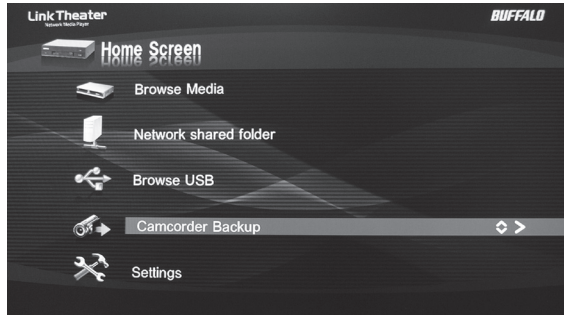 LinkTheater
Network Media Player
BUFFALO
Home Screen
Browse Media
Network shared folder
Browse USB
Camcorder Backup
Settings